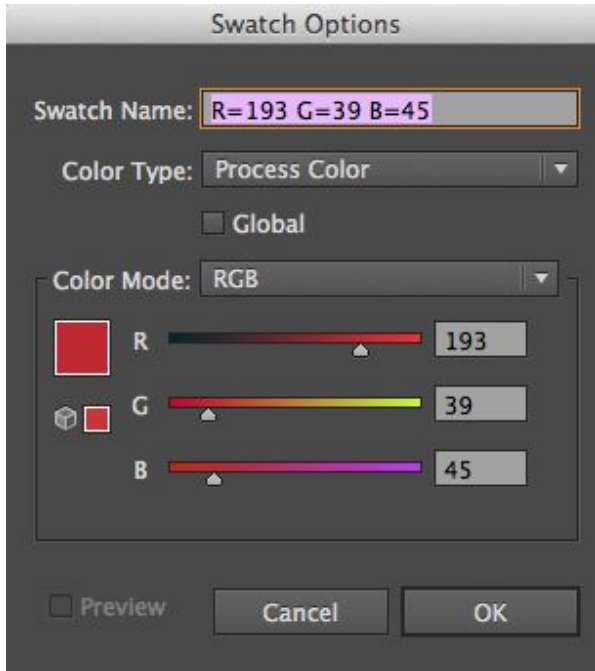 Swatch Options
Swatch Name: R=193 G=39 B=45
Color Type: Process Color
Global
Color Mode: RGB
R 193
G 39
B 45
Preview Cancel OK